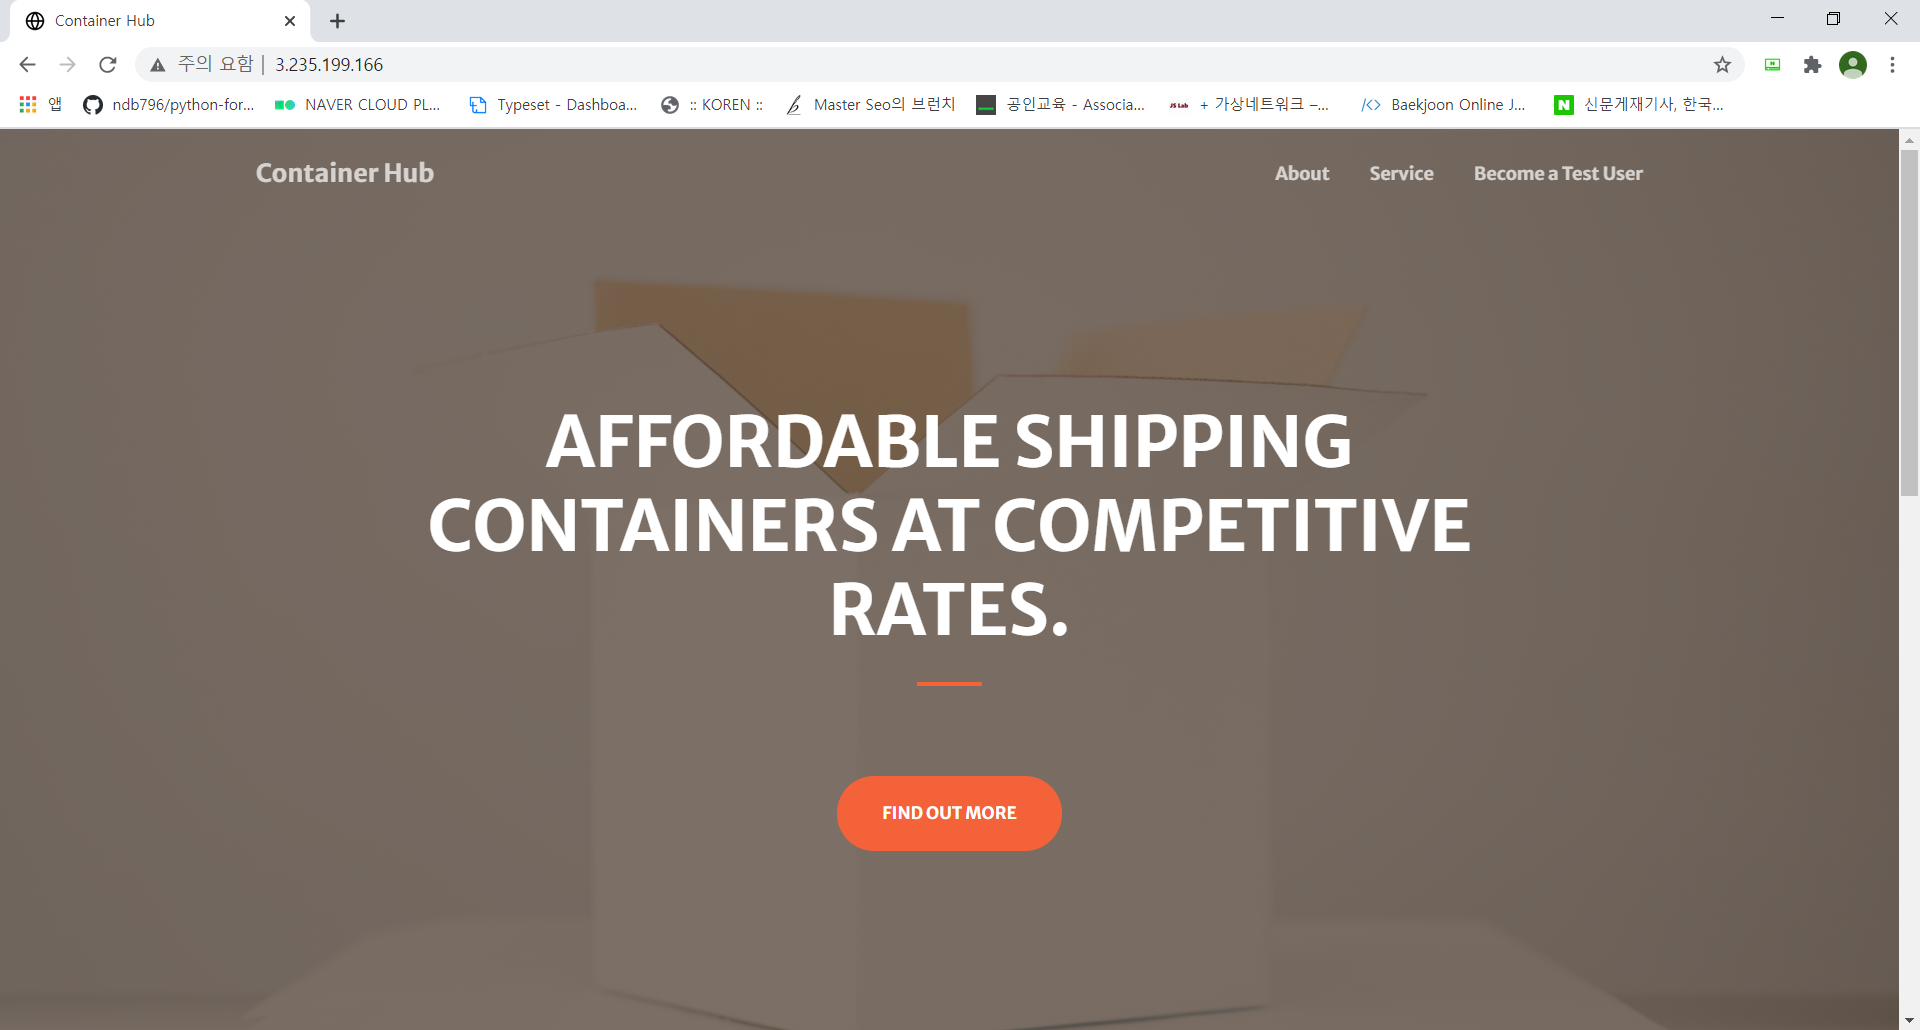 Container Hub
주의 요함 | 3.235.199.166
앱 ndb796/python-for... NAVER CLOUD PL... Typeset - Dashboa... :: KOREN :: Master Seo의 브런치 공인교육 - Associa... JS Lab + 가상네트워크 –... Baekjoon Online J... N 신문게재기사, 한국...
Container Hub About Service Become a Test User
AFFORDABLE SHIPPING
CONTAINERS AT COMPETITIVE
RATES.
FIND OUT MORE